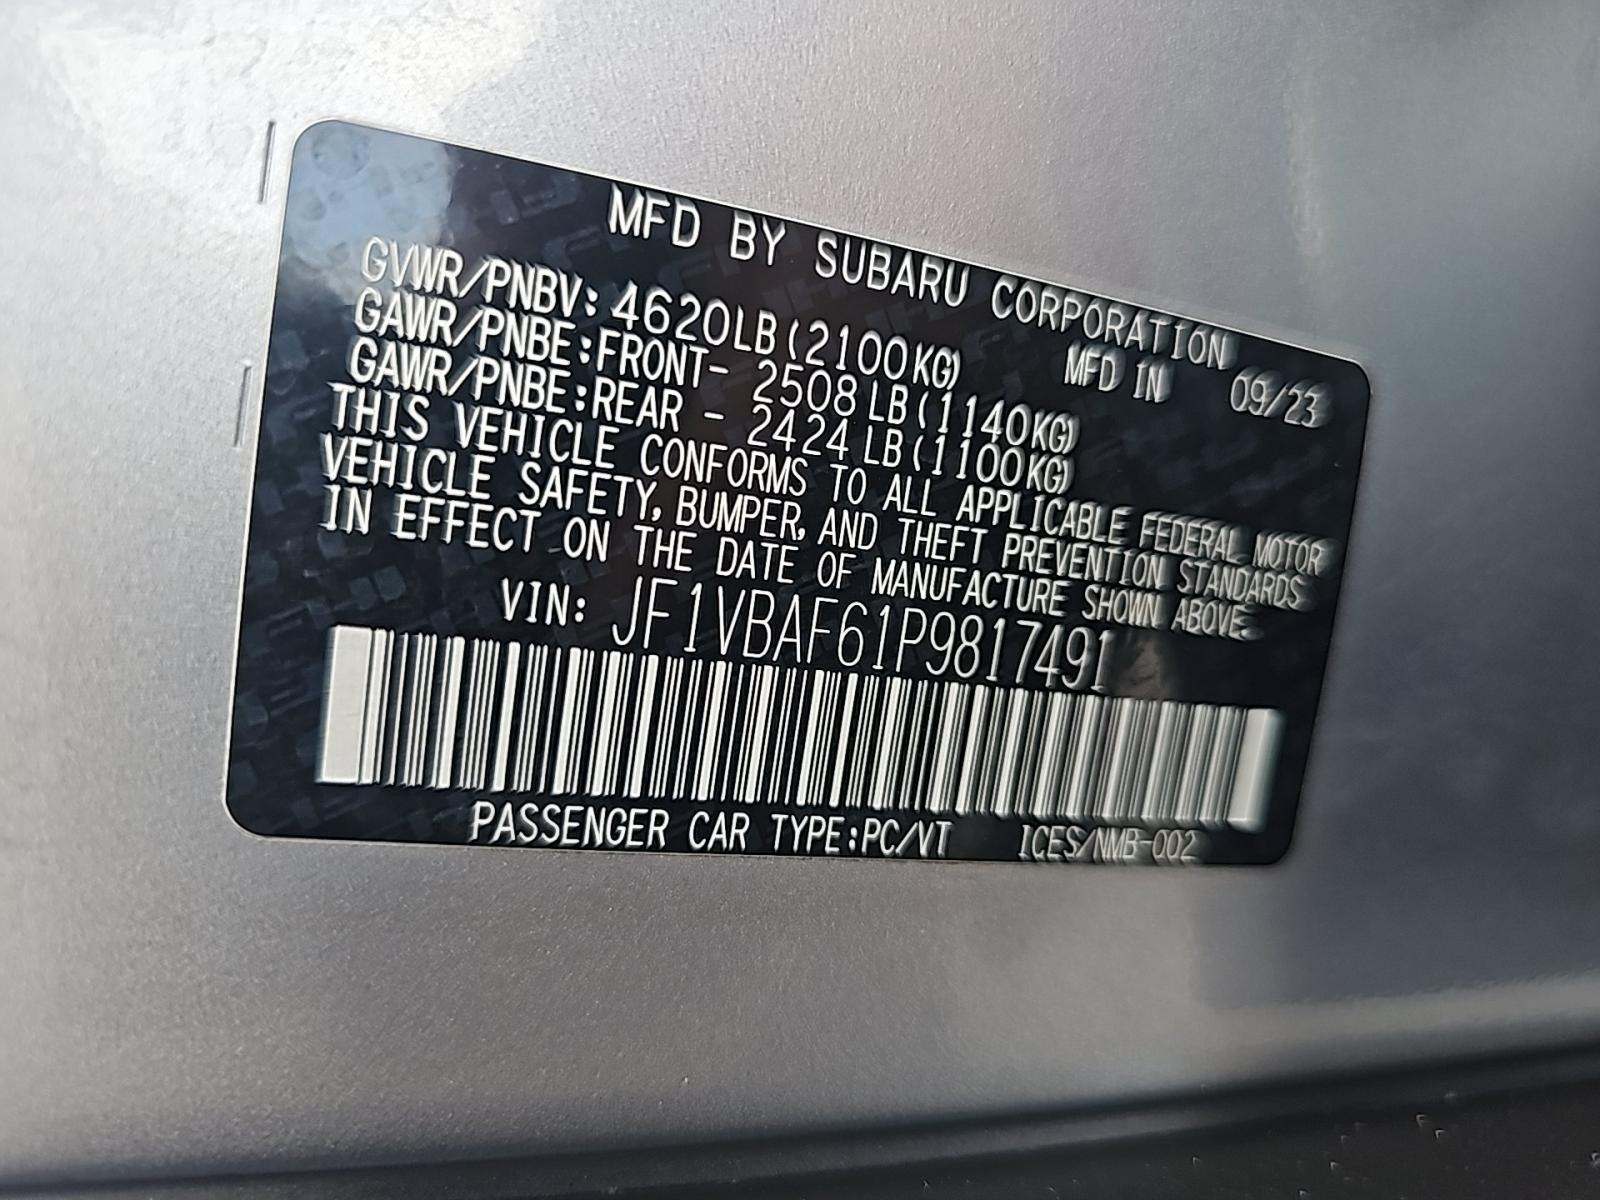 MFD BY SUBARU CORPORATION
GVWR/PNBV: 4620LB(2100KG) MFD IN 09/23
GAWR/PNBE:FRONT- 2508LB(1140KG)
GAWR/PNBE:REAR - 2424LB(1100KG)
THIS VEHICLE CONFORMS TO ALL APPLICABLE FEDERAL MOTOR
VEHICLE SAFETY, BUMPER, AND THEFT PREVENTION STANDARDS
IN EFFECT ON THE DATE OF MANUFACTURE SHOWN ABOVE.
VIN: JF1VBAF61P9817491
PASSENGER CAR TYPE:PC/VT ICES/NMB-002